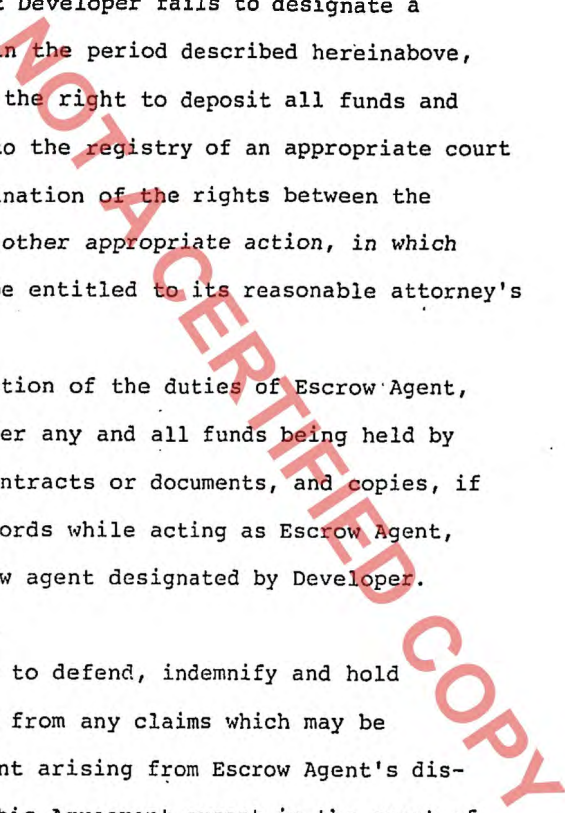 Developer fails to designate a
in the period described hereinabove,
the right to deposit all funds and
to the registry of an appropriate court
ination of the rights between the
other appropriate action, in which
be entitled to its reasonable attorney's
tion of the duties of Escrow Agent,
er any and all funds being held by
ntracts or documents, and copies, if
ords while acting as Escrow Agent,
w agent designated by Developer.
to defend, indemnify and hold
from any claims which may be
nt arising from Escrow Agent's dis-
NOT A CERTIFIED COPY